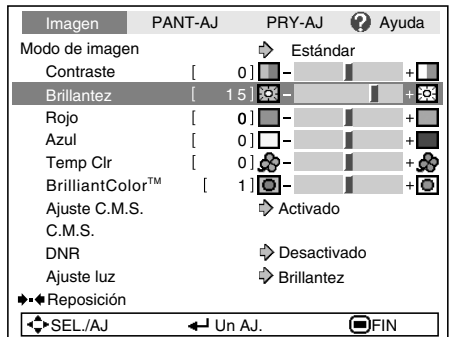 Imagen PANT-AJ PRY-AJ ? Ayuda
Modo de imagen Estándar
Contraste [ 0] - +
Brillantez [ 15] - +
Rojo [ 0] - +
Azul [ 0] - +
Temp Clr [ 0] - +
BrilliantColor™ [ 1] - +
Ajuste C.M.S. Activado
C.M.S.
DNR Desactivado
Ajuste luz Brillantez
Reposición
SEL./AJ Un AJ. FIN